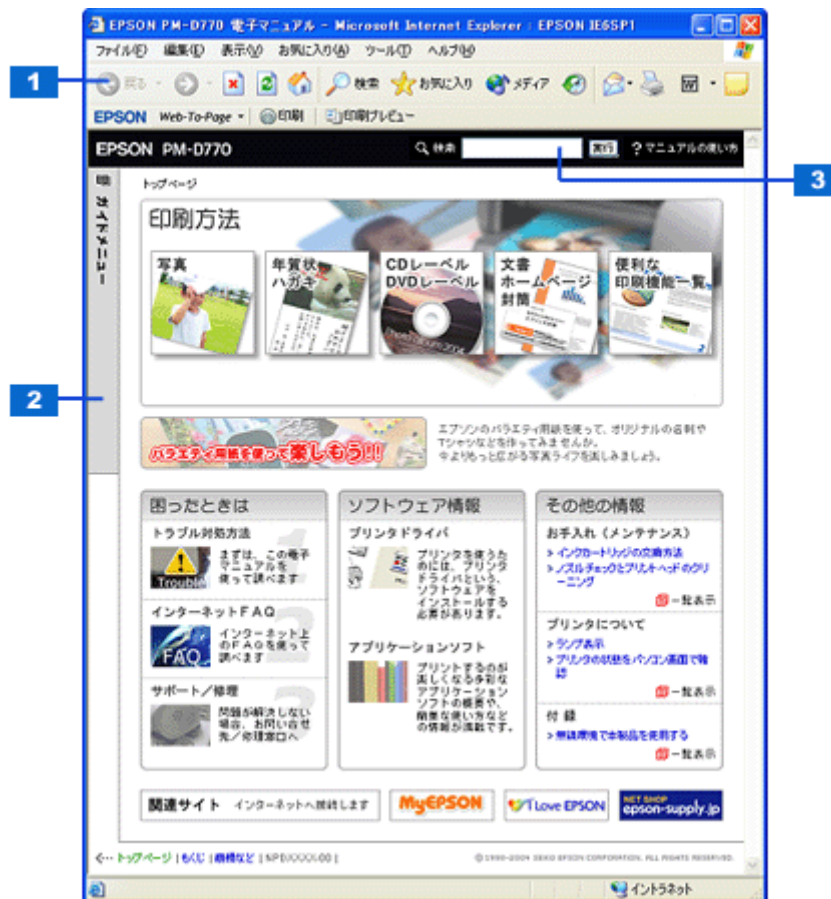 EPSON PM-D770 電子マニュアル - Microsoft Internet Explorer : EPSON IE6SP1
ファイル(F) 編集(E) 表示(V) お気に入り(A) ツール(T) ヘルプ(H)
1
戻る 検索 お気に入り メディア
EPSON Web-To-Page 印刷 印刷プレビュー
EPSON PM-D770 検索 実行 ? マニュアルの使い方
3
ガイドメニュー
トップページ
印刷方法
写真
年賀状
ハガキ
CDレーベル
DVDレーベル
文書
ホームページ
封筒
便利な
印刷機能一覧
2
バラエティ用紙を使って楽しもう!!
エプソンのバラエティ用紙を使って、オリジナルの名刺や
Tシャツなどを作ってみませんか。
今よりもっと広がる写真ライフを楽しみましょう。
困ったときは
トラブル対処方法
1
Trouble
まずは、この電子
マニュアルを
使って調べます
インターネットFAQ
2
FAQ
インターネット上
のFAQを使って
調べます
サポート/修理
3
問題が解決しない
場合、お問い合せ
先/修理窓口へ
ソフトウェア情報
プリンタドライバ
プリンタを使うた
めには、プリンタ
ドライバという、
ソフトウェアを
インストールする
必要があります。
アプリケーションソフト
プリントするのが
楽しくなる多彩な
アプリケーション
ソフトの概要や、
簡単な使い方など
の情報が満載です。
その他の情報
お手入れ(メンテナンス)
> インクカートリッジの交換方法
> ノズルチェックとプリントヘッドのクリ
ーニング
一覧表示
プリンタについて
> ランプ表示
> プリンタの状態をパソコン画面で確
認
一覧表示
付 録
> 無線環境で本製品を使用する
一覧表示
関連サイト インターネットへ接続します
MyEPSON
I Love EPSON
NET SHOP
epson-supply.jp
トップページ | もくじ | 商標など | NPDXXXX-00 |
© 1999-2004 SEIKO EPSON CORPORATION. ALL RIGHTS RESERVED.
イントラネット